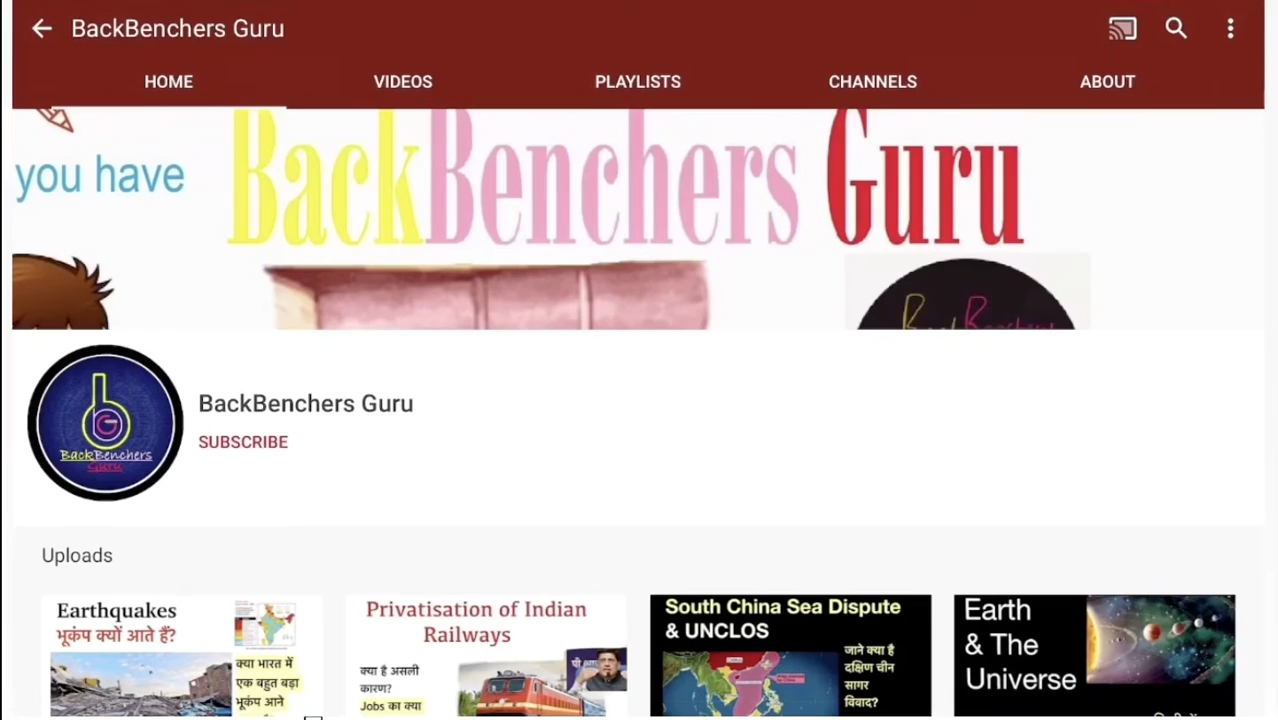 BackBenchers Guru
HOME VIDEOS PLAYLISTS CHANNELS ABOUT
you have BackBenchers Guru
BackBenchers Guru
SUBSCRIBE
BackBenchers
Guru
Uploads
Earthquakes
भूकंप क्यों आते हैं?
क्या भारत में
एक बहुत बड़ा
भूकंप आने
Privatisation of Indian
Railways
क्या है असली
कारण?
Jobs का क्या
South China Sea Dispute
& UNCLOS
जाने क्या है
दक्षिण चीन
सागर
विवाद?
Earth
& The
Universe